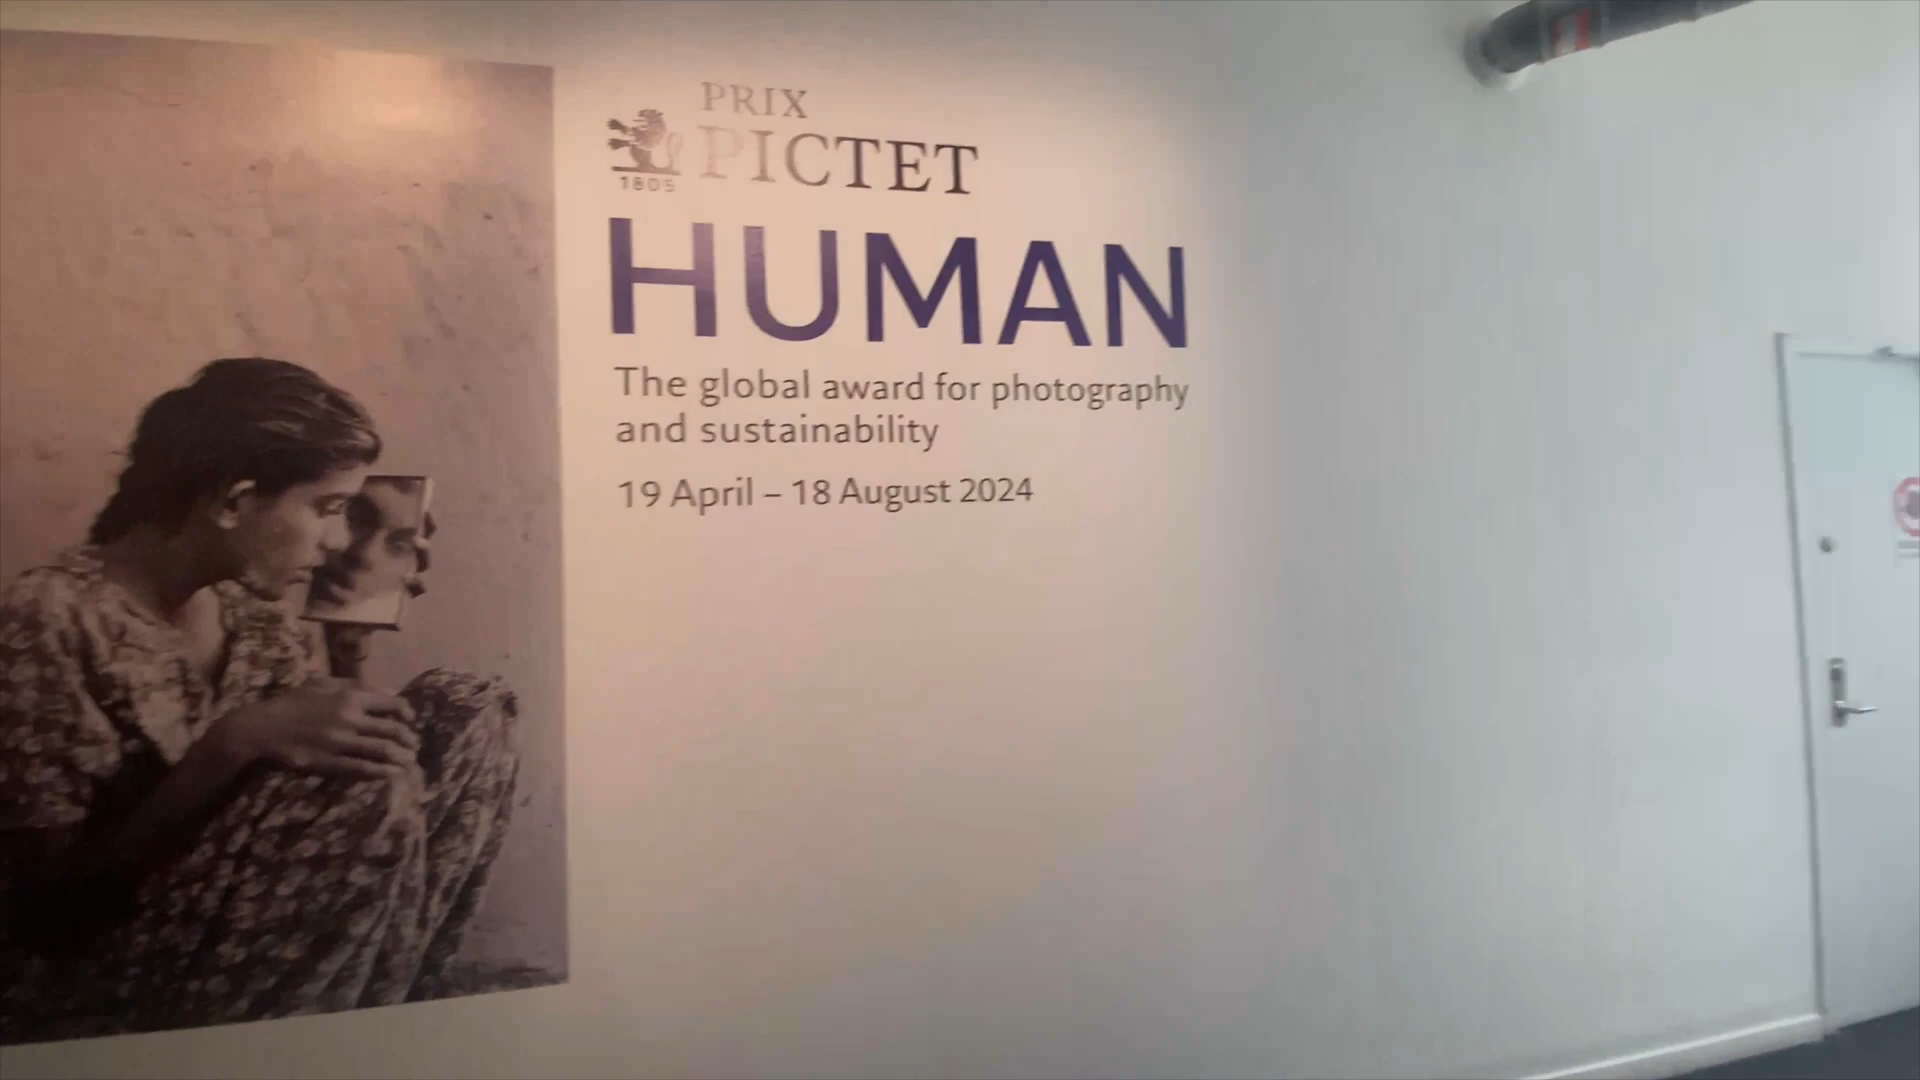 PRIX
PICTET
1805
HUMAN
The global award for photography
and sustainability
19 April – 18 August 2024